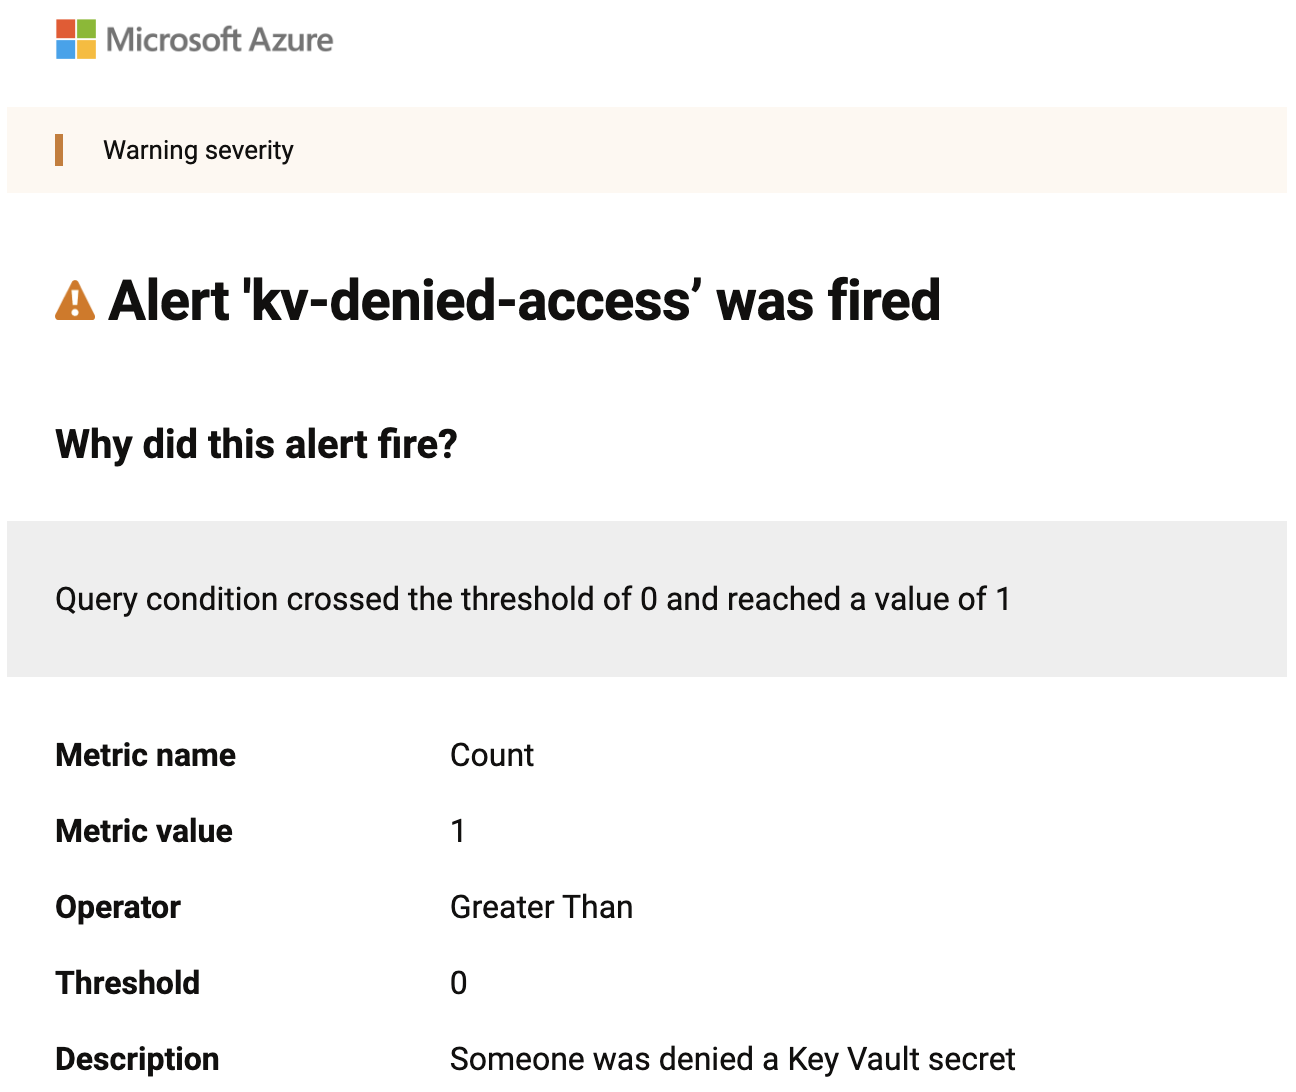 Microsoft Azure
Warning severity
Alert 'kv-denied-access’ was fired
Why did this alert fire?
Query condition crossed the threshold of 0 and reached a value of 1
Metric name Count
Metric value 1
Operator Greater Than
Threshold 0
Description Someone was denied a Key Vault secret